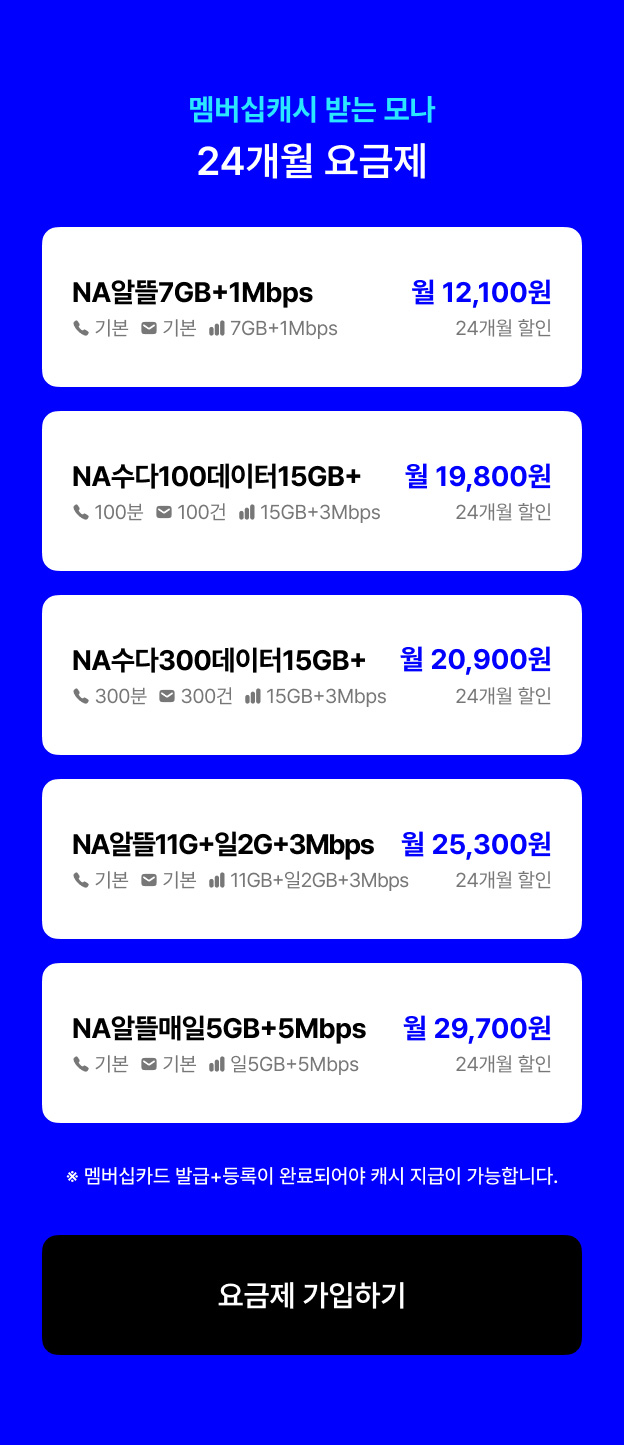 멤버십캐시 받는 모나
24개월 요금제
NA알뜰7GB+1Mbps 월 12,100원
기본 기본 7GB+1Mbps 24개월 할인
NA수다100데이터15GB+ 월 19,800원
100분 100건 15GB+3Mbps 24개월 할인
NA수다300데이터15GB+ 월 20,900원
300분 300건 15GB+3Mbps 24개월 할인
NA알뜰11G+일2G+3Mbps 월 25,300원
기본 기본 11GB+일2GB+3Mbps 24개월 할인
NA알뜰매일5GB+5Mbps 월 29,700원
기본 기본 일5GB+5Mbps 24개월 할인
※ 멤버십카드 발급+등록이 완료되어야 캐시 지급이 가능합니다.
요금제 가입하기